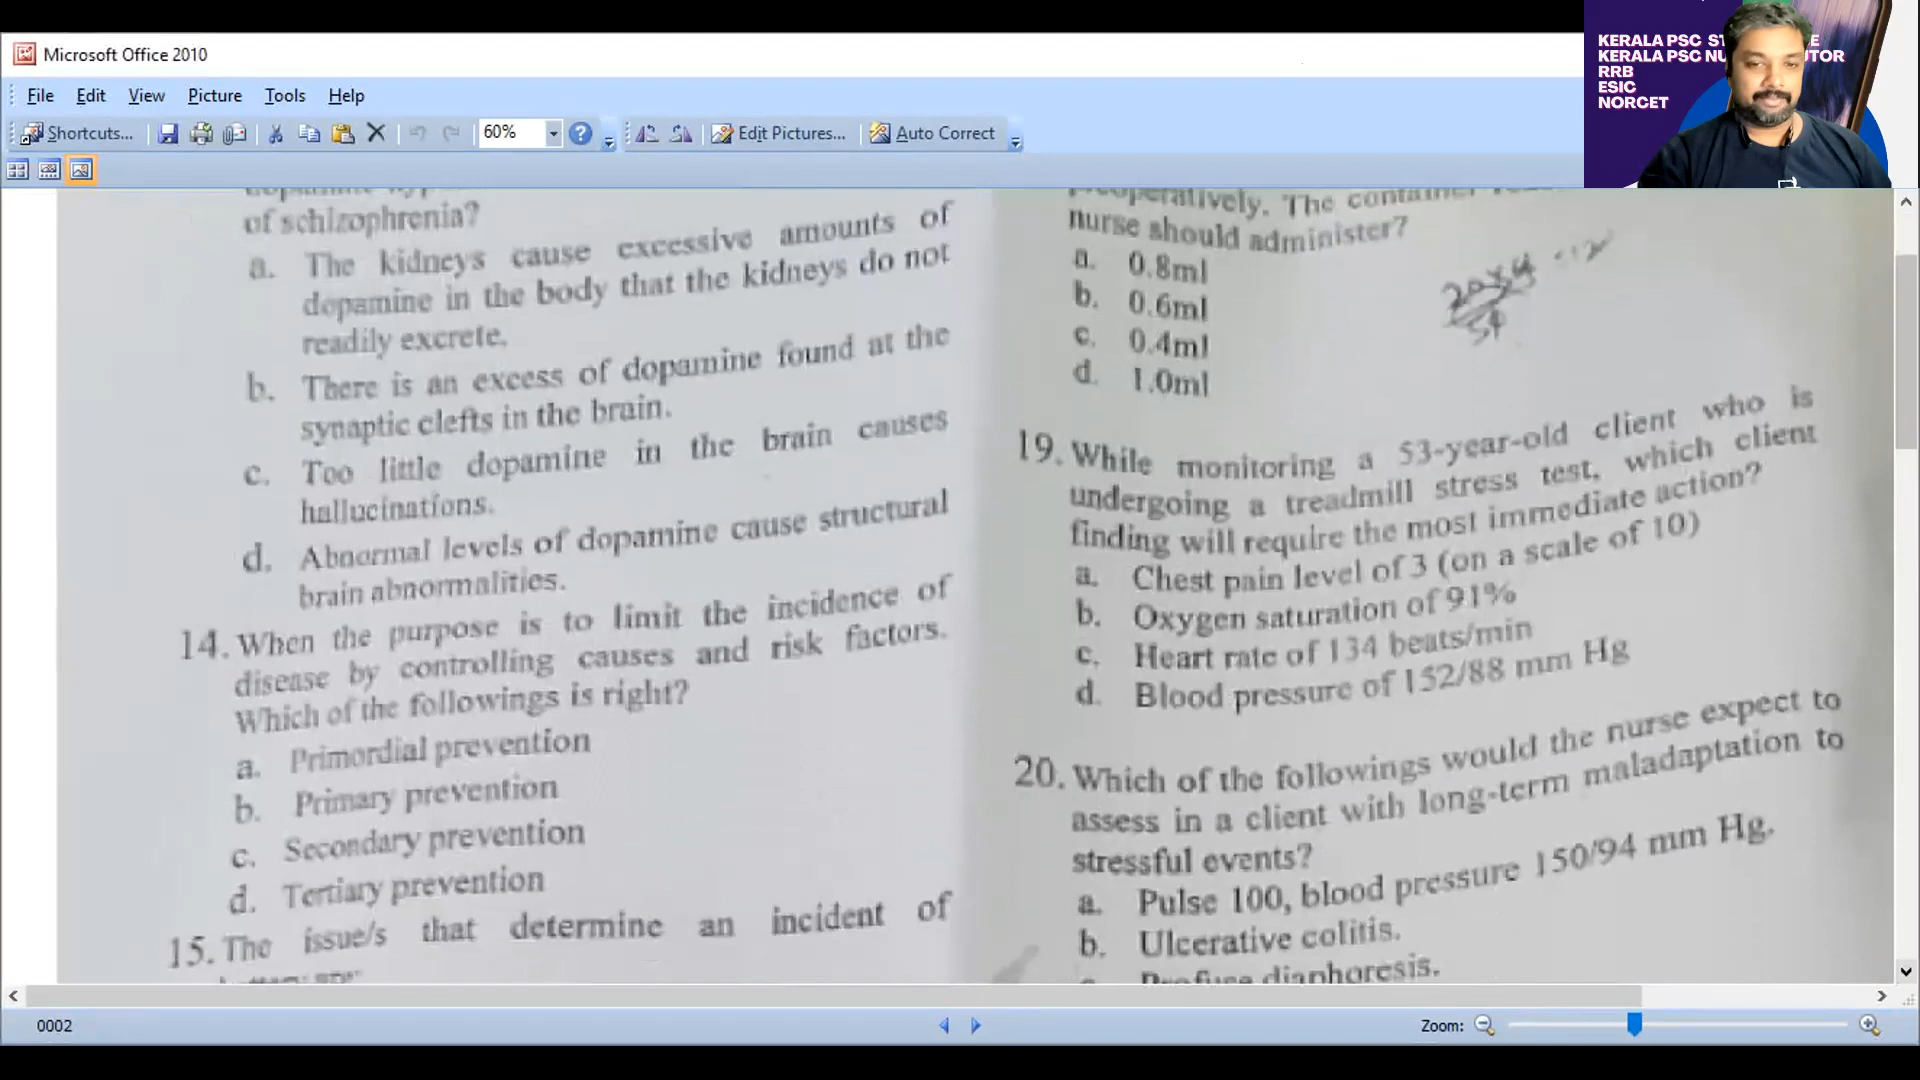 Microsoft Office 2010
File Edit View Picture Tools Help
Shortcuts... 60% Edit Pictures... Auto Correct
KERALA PSC
KERALA PSC
RRB
ESIC
NORCET
of schizophrenia?
a. The kidneys cause excessive amounts of
dopamine in the body that the kidneys do not
readily excrete.
b. There is an excess of dopamine found at the
synaptic clefts in the brain.
c. Too little dopamine in the brain causes
hallucinations.
d. Abnormal levels of dopamine cause structural
brain abnormalities.
14. When the purpose is to limit the incidence of
disease by controlling causes and risk factors.
Which of the followings is right?
a. Primordial prevention
b. Primary prevention
c. Secondary prevention
d. Tertiary prevention
15. The issue/s that determine an incident of
The
nurse should administer?
a. 0.8ml
b. 0.6ml
c. 0.4ml
d. 1.0ml
19. While monitoring a 53-year-old client who is
undergoing a treadmill stress test, which client
finding will require the most immediate action?
a. Chest pain level of 3 (on a scale of 10)
b. Oxygen saturation of 91%
c. Heart rate of 134 beats/min
d. Blood pressure of 152/88 mm Hg
20. Which of the followings would the nurse expect to
assess in a client with long-term maladaptation to
stressful events?
a. Pulse 100, blood pressure 150/94 mm Hg.
b. Ulcerative colitis.
Profuse diaphoresis.
0002 Zoom: